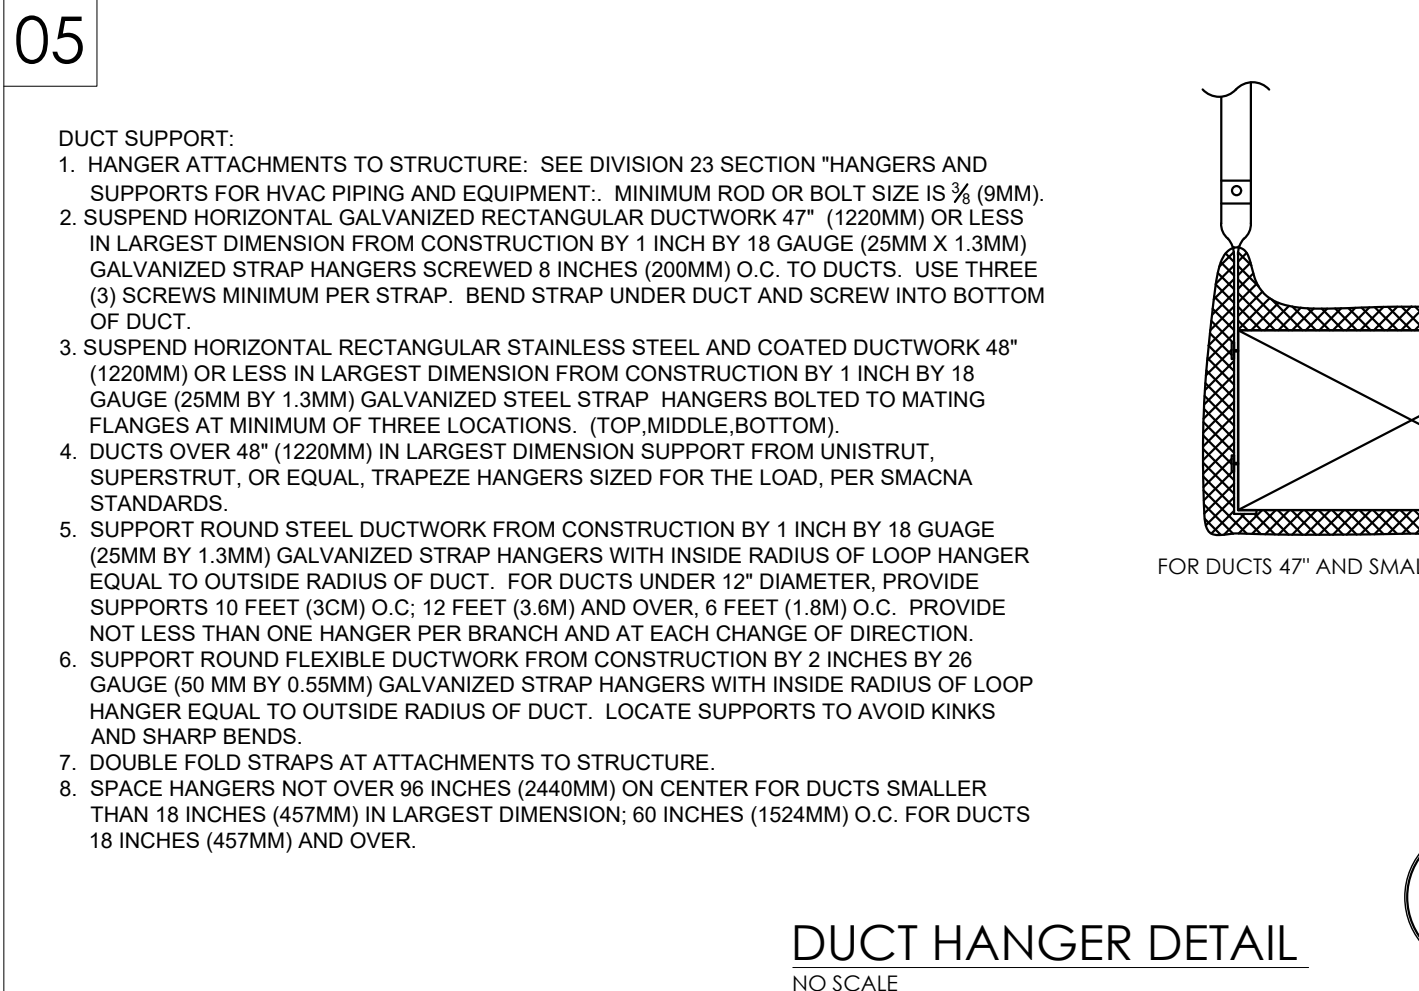 05
DUCT SUPPORT:
1. HANGER ATTACHMENTS TO STRUCTURE: SEE DIVISION 23 SECTION "HANGERS AND
SUPPORTS FOR HVAC PIPING AND EQUIPMENT:. MINIMUM ROD OR BOLT SIZE IS ⅜ (9MM).
2. SUSPEND HORIZONTAL GALVANIZED RECTANGULAR DUCTWORK 47" (1220MM) OR LESS
IN LARGEST DIMENSION FROM CONSTRUCTION BY 1 INCH BY 18 GAUGE (25MM X 1.3MM)
GALVANIZED STRAP HANGERS SCREWED 8 INCHES (200MM) O.C. TO DUCTS. USE THREE
(3) SCREWS MINIMUM PER STRAP. BEND STRAP UNDER DUCT AND SCREW INTO BOTTOM
OF DUCT.
3. SUSPEND HORIZONTAL RECTANGULAR STAINLESS STEEL AND COATED DUCTWORK 48"
(1220MM) OR LESS IN LARGEST DIMENSION FROM CONSTRUCTION BY 1 INCH BY 18
GAUGE (25MM BY 1.3MM) GALVANIZED STEEL STRAP HANGERS BOLTED TO MATING
FLANGES AT MINIMUM OF THREE LOCATIONS. (TOP,MIDDLE,BOTTOM).
4. DUCTS OVER 48" (1220MM) IN LARGEST DIMENSION SUPPORT FROM UNISTRUT,
SUPERSTRUT, OR EQUAL, TRAPEZE HANGERS SIZED FOR THE LOAD, PER SMACNA
STANDARDS.
5. SUPPORT ROUND STEEL DUCTWORK FROM CONSTRUCTION BY 1 INCH BY 18 GUAGE
(25MM BY 1.3MM) GALVANIZED STRAP HANGERS WITH INSIDE RADIUS OF LOOP HANGER
EQUAL TO OUTSIDE RADIUS OF DUCT. FOR DUCTS UNDER 12" DIAMETER, PROVIDE
SUPPORTS 10 FEET (3CM) O.C; 12 FEET (3.6M) AND OVER, 6 FEET (1.8M) O.C. PROVIDE
NOT LESS THAN ONE HANGER PER BRANCH AND AT EACH CHANGE OF DIRECTION.
6. SUPPORT ROUND FLEXIBLE DUCTWORK FROM CONSTRUCTION BY 2 INCHES BY 26
GAUGE (50 MM BY 0.55MM) GALVANIZED STRAP HANGERS WITH INSIDE RADIUS OF LOOP
HANGER EQUAL TO OUTSIDE RADIUS OF DUCT. LOCATE SUPPORTS TO AVOID KINKS
AND SHARP BENDS.
7. DOUBLE FOLD STRAPS AT ATTACHMENTS TO STRUCTURE.
8. SPACE HANGERS NOT OVER 96 INCHES (2440MM) ON CENTER FOR DUCTS SMALLER
THAN 18 INCHES (457MM) IN LARGEST DIMENSION; 60 INCHES (1524MM) O.C. FOR DUCTS
18 INCHES (457MM) AND OVER.
FOR DUCTS 47" AND
DUCT HANGER DETAIL
NO SCALE